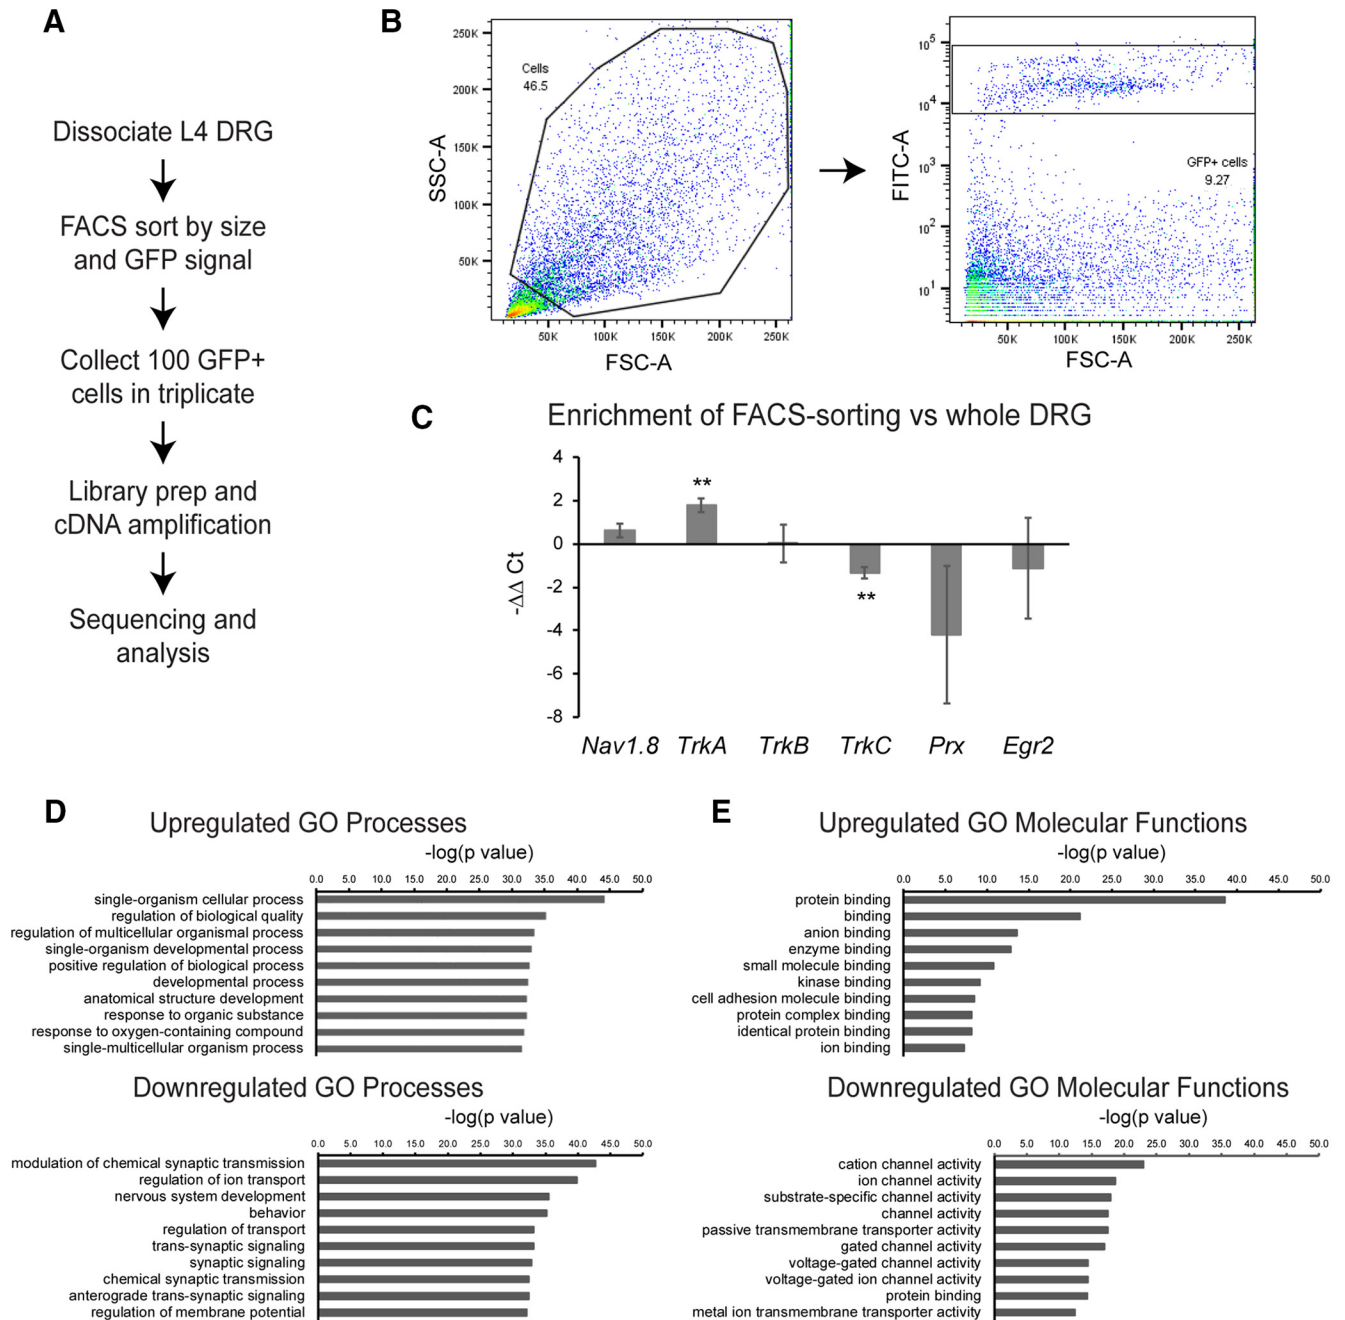 A
Dissociate L4 DRG
FACS sort by size
and GFP signal
Collect 100 GFP+
cells in triplicate
Library prep and
cDNA amplification
Sequencing and
analysis
B
250K
200K
150K
100K
50K
SSC-A
Cells
46.5
50K 100K 150K 200K 250K
FSC-A
10^5
10^4
10^3
10^2
10^1
FITC-A
GFP+ cells
9.27
50K 100K 150K 200K 250K
FSC-A
C
Enrichment of FACS-sorting vs whole DRG
4
2
0
-2
-4
-6
-8
-ΔΔ Ct
**
**
Nav1.8 TrkA TrkB TrkC Prx Egr2
D
Upregulated GO Processes
-log(p value)
0.0 5.0 10.0 15.0 20.0 25.0 30.0 35.0 40.0 45.0 50.0
single-organism cellular process
regulation of biological quality
regulation of multicellular organismal process
single-organism developmental process
positive regulation of biological process
developmental process
anatomical structure development
response to organic substance
response to oxygen-containing compound
single-multicellular organism process
Downregulated GO Processes
-log(p value)
0.0 5.0 10.0 15.0 20.0 25.0 30.0 35.0 40.0 45.0 50.0
modulation of chemical synaptic transmission
regulation of ion transport
nervous system development
behavior
regulation of transport
trans-synaptic signaling
synaptic signaling
chemical synaptic transmission
anterograde trans-synaptic signaling
regulation of membrane potential
E
Upregulated GO Molecular Functions
-log(p value)
0.0 5.0 10.0 15.0 20.0 25.0 30.0 35.0 40.0 45.0 50.0
protein binding
binding
anion binding
enzyme binding
small molecule binding
kinase binding
cell adhesion molecule binding
protein complex binding
identical protein binding
ion binding
Downregulated GO Molecular Functions
-log(p value)
0.0 5.0 10.0 15.0 20.0 25.0 30.0 35.0 40.0 45.0 50.0
cation channel activity
ion channel activity
substrate-specific channel activity
channel activity
passive transmembrane transporter activity
gated channel activity
voltage-gated channel activity
voltage-gated ion channel activity
protein binding
metal ion transmembrane transporter activity